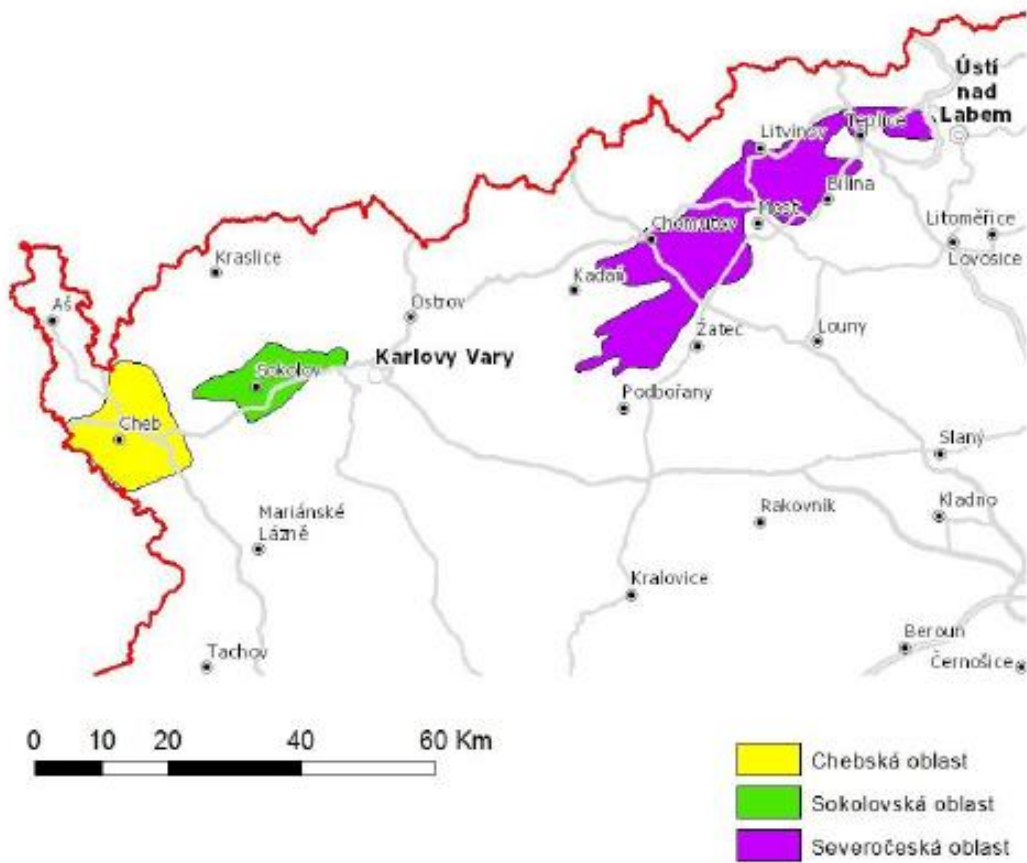 Ústí
nad
Labem
Teplice
Litvínov
Bílina
Most
Chomutov
Litoměřice
Lovosice
Kraslice
Kadaň
Aš
Ostrov
Žatec
Louny
Karlovy Vary
Sokolov
Podbořany
Cheb
Slaný
Mariánské
Lázně
Rakovník
Kladno
Kralovice
Beroun
Tachov
Černošice
0 10 20 40 60 Km
Chebská oblast
Sokolovská oblast
Severočeská oblast